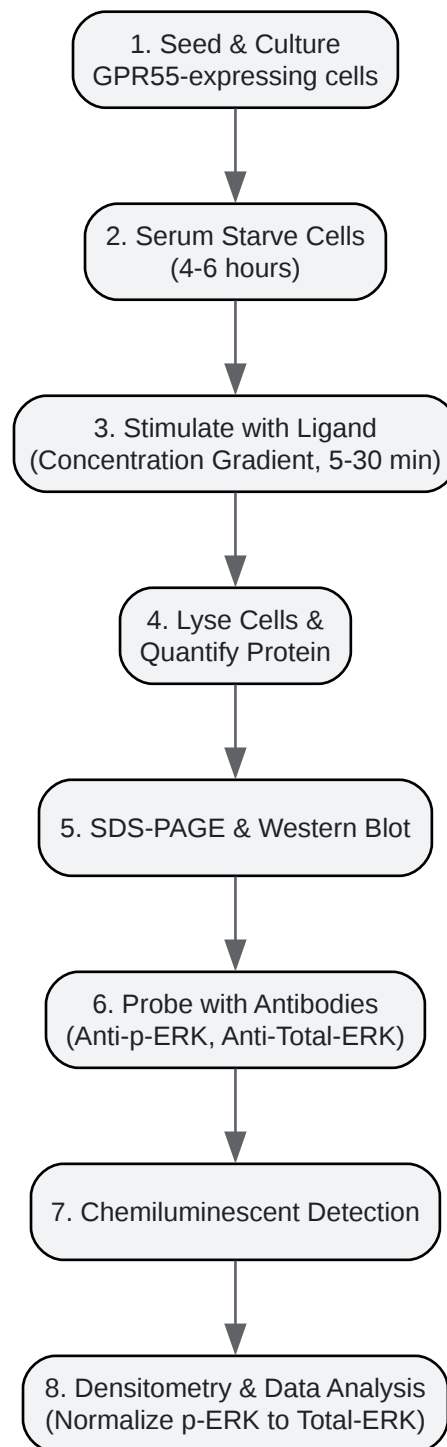 1. Seed & Culture
GPR55-expressing cells
2. Serum Starve Cells
(4-6 hours)
3. Stimulate with Ligand
(Concentration Gradient, 5-30 min)
4. Lyse Cells &
Quantify Protein
5. SDS-PAGE & Western Blot
6. Probe with Antibodies
(Anti-p-ERK, Anti-Total-ERK)
7. Chemiluminescent Detection
8. Densitometry & Data Analysis
(Normalize p-ERK to Total-ERK)